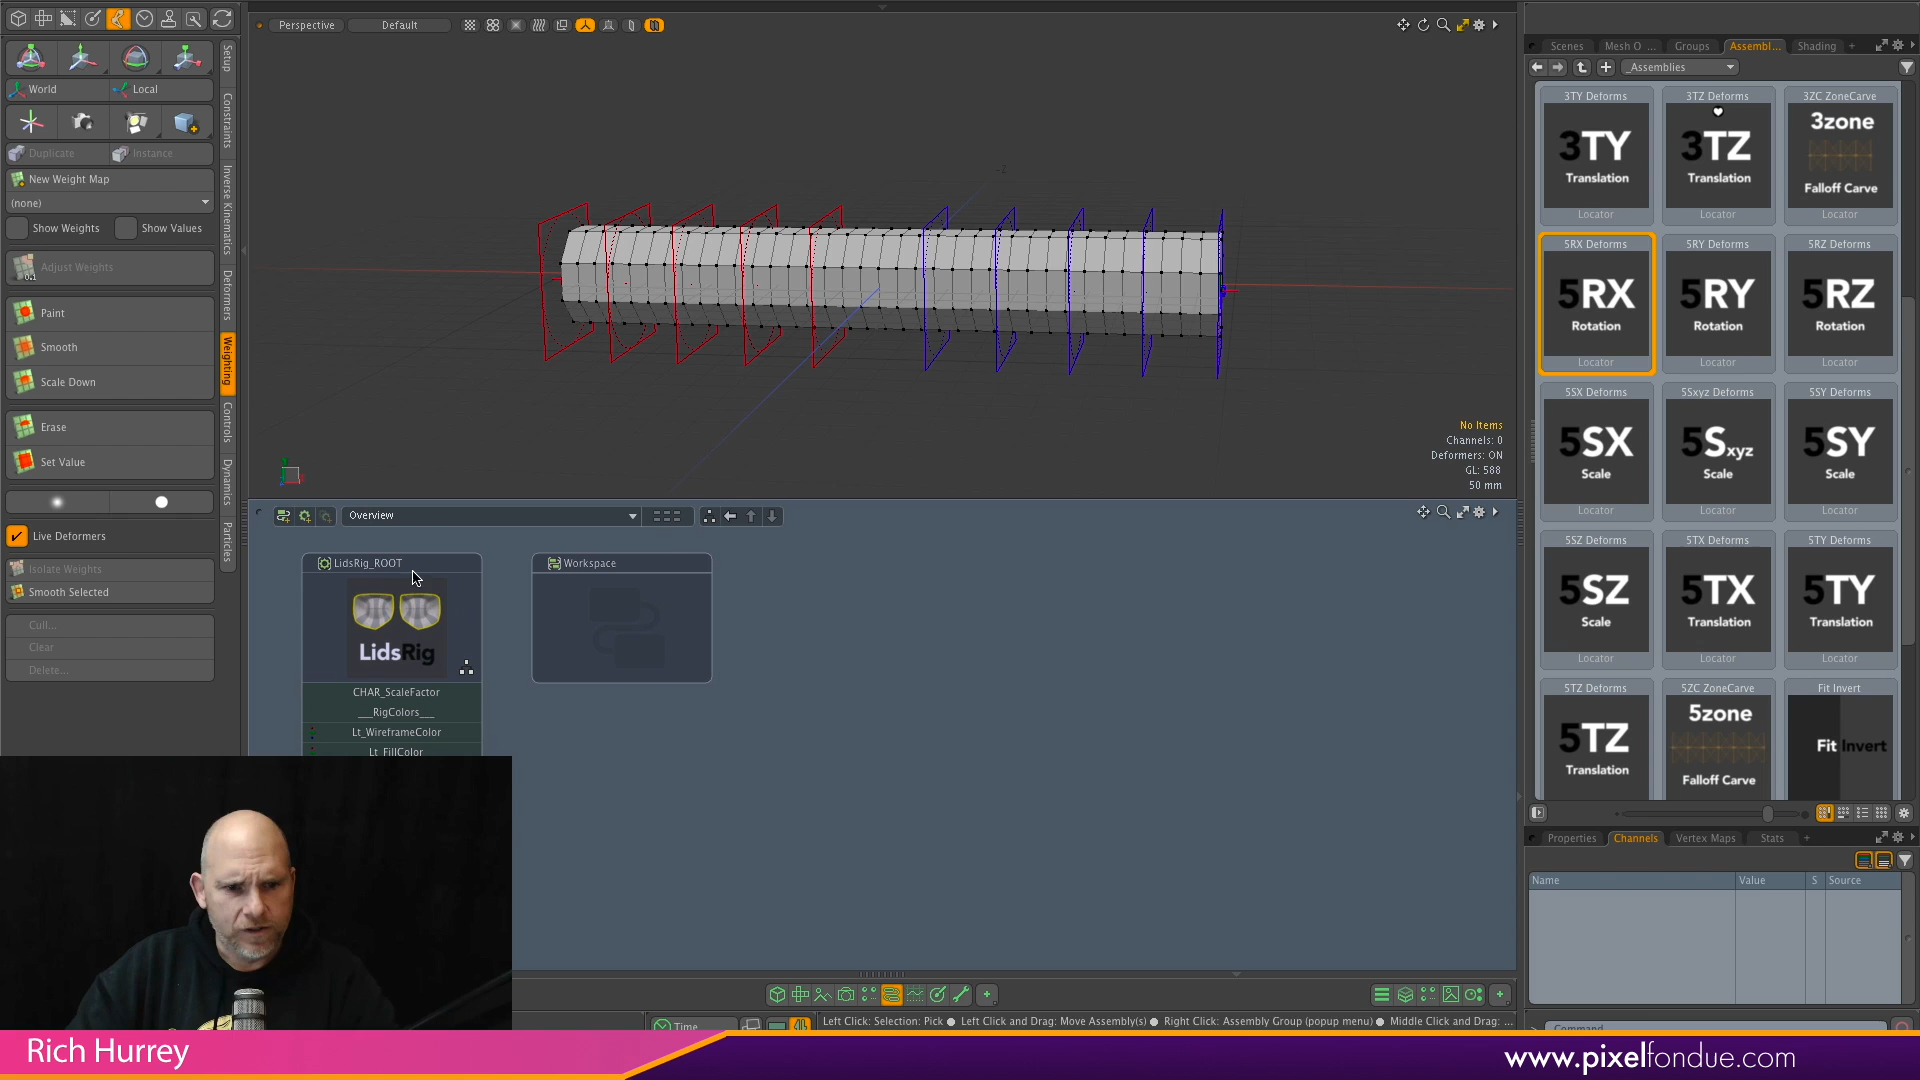 Perspective
Default
Scenes
Mesh O ...
Groups
Assembl...
Shading
_Assemblies
World
Local
Duplicate
Instance
New Weight Map
(none)
Show Weights
Show Values
Adjust Weights
0.1
Paint
Smooth
Scale Down
Erase
Set Value
Live Deformers
Isolate Weights
Smooth Selected
Cull...
Clear
Delete...
Setup
Constraints
Inverse Kinematics
Deformers
Weighting
Controls
Dynamics
Particles
-Z
No Items
Channels: 0
Deformers: ON
GL: 588
50 mm
Overview
LidsRig_ROOT
LidsRig
CHAR_ScaleFactor
___RigColors___
Lt_WireframeColor
Lt_FillColor
Workspace
3TY Deforms
3TY
Translation
Locator
3TZ Deforms
3TZ
Translation
Locator
3ZC ZoneCarve
3zone
Falloff Carve
Locator
5RX Deforms
5RX
Rotation
Locator
5RY Deforms
5RY
Rotation
Locator
5RZ Deforms
5RZ
Rotation
Locator
5SX Deforms
5SX
Scale
Locator
5Sxyz Deforms
5Sxyz
Scale
Locator
5SY Deforms
5SY
Scale
Locator
5SZ Deforms
5SZ
Scale
Locator
5TX Deforms
5TX
Translation
Locator
5TY Deforms
5TY
Translation
Locator
5TZ Deforms
5TZ
Translation
5ZC ZoneCarve
5zone
Falloff Carve
Fit Invert
Fit Invert
Properties
Channels
Vertex Maps
Stats
Name
Value
S
Source
Time
Left Click: Selection: Pick ● Left Click and Drag: Move Assembly(s) ● Right Click: Assembly Group (popup menu) ● Middle Click and Drag: ...
Command
Rich Hurrey
www.pixelfondue.com